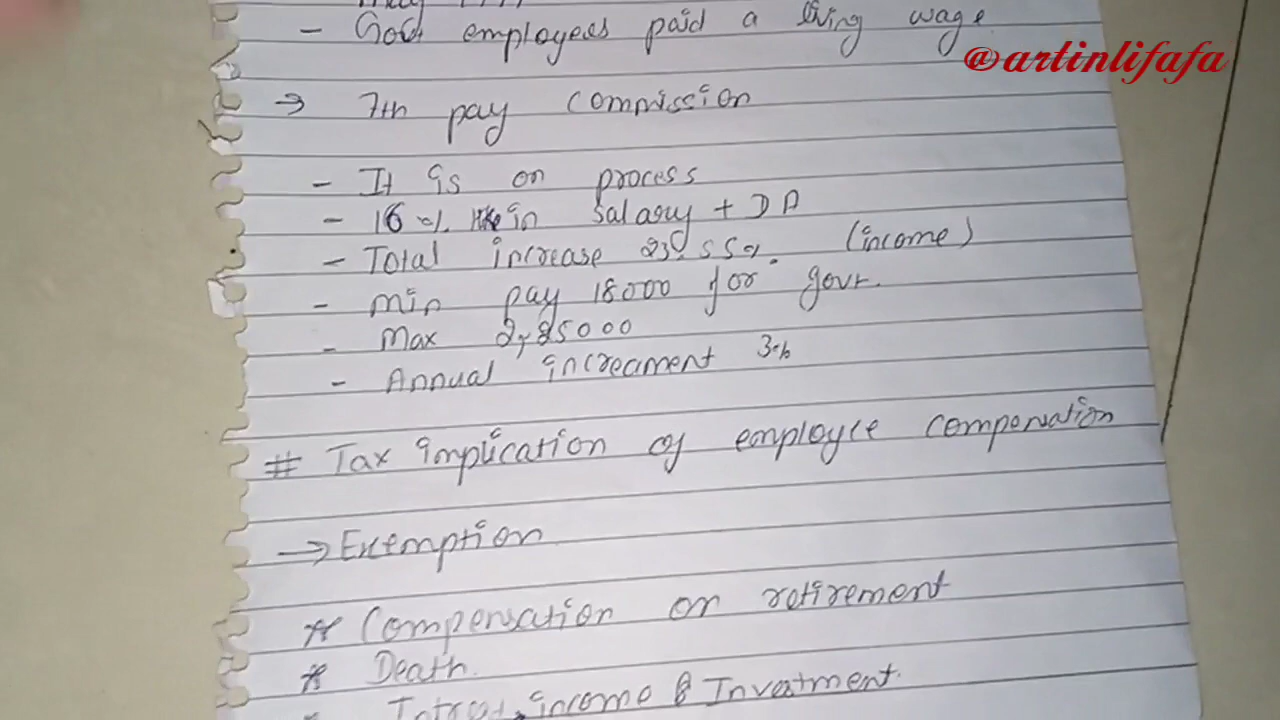 - Govt employees paid a living wage
@artinlifafa
→ 7th pay commission
- It is on process
- 16 % Hike in salary + DA
- Total increase 23.55%. (income)
- min pay 18000 for govt.
- Max 2,25000
- Annual increament 3%
# Tax implication of employee compensation
→ Exemption
* Compensation on retirement
* Death.
income & Investment.